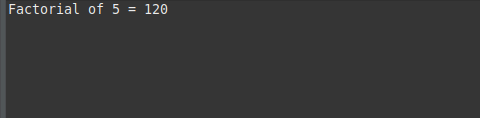 Factorial of 5 = 120